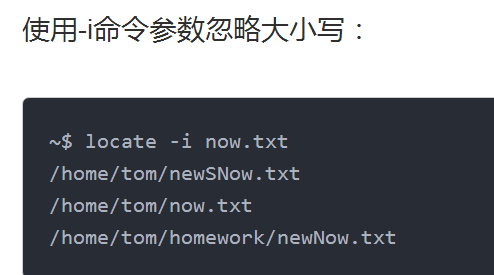 使用-i命令参数忽略大小写：
~$ locate -i now.txt
/home/tom/newSNow.txt
/home/tom/now.txt
/home/tom/homework/newNow.txt